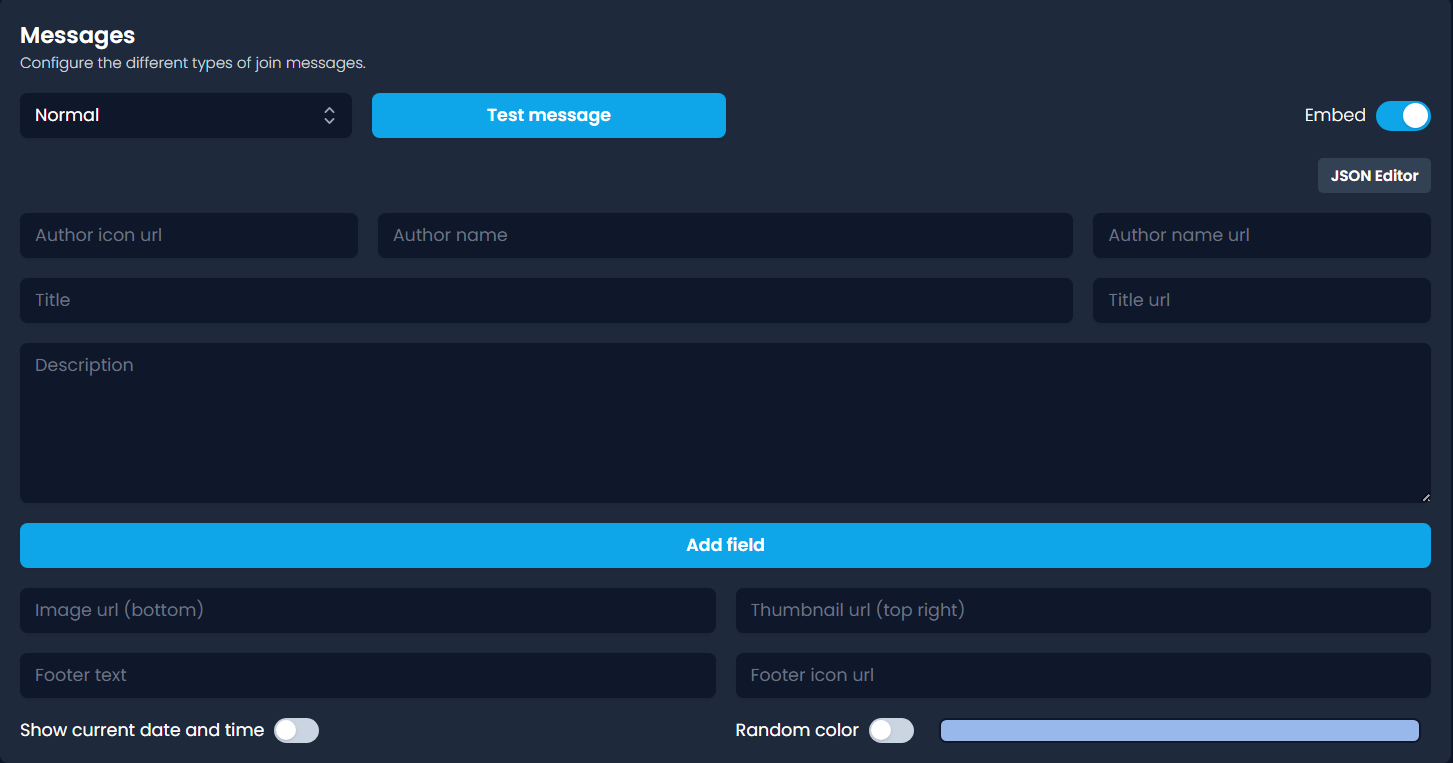 Messages
Configure the different types of join messages.
Normal
Test message
Embed
JSON Editor
Author icon url
Author name
Author name url
Title
Title url
Description
Add field
Image url (bottom)
Thumbnail url (top right)
Footer text
Footer icon url
Show current date and time
Random color